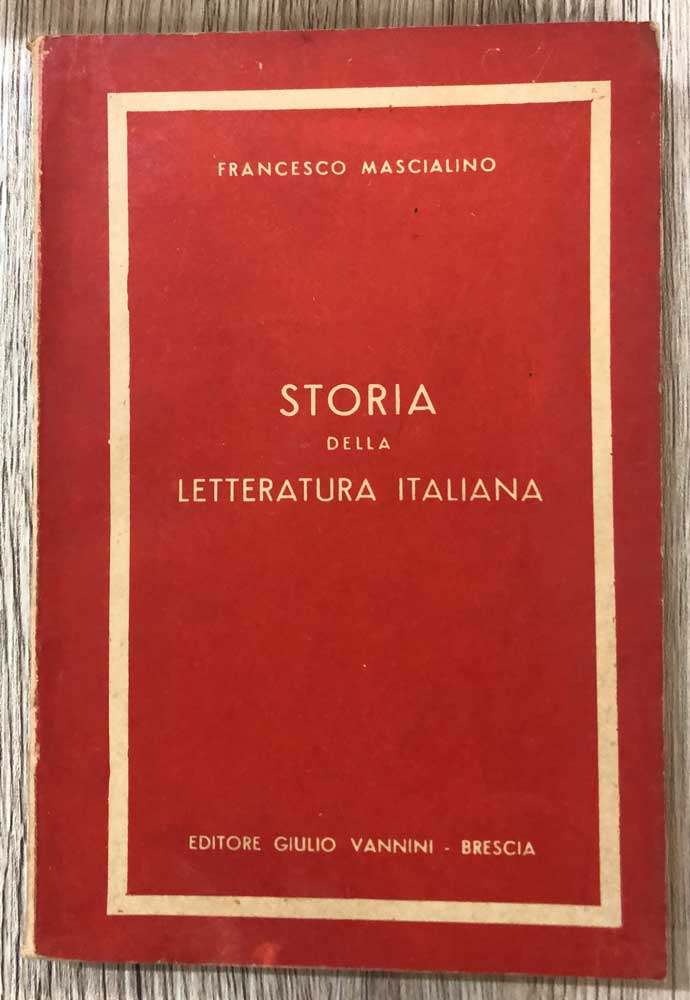 FRANCESCO MASCIALINO
STORIA
DELLA
LETTERATURA ITALIANA
EDITORE GIULIO VANNINI - BRESCIA